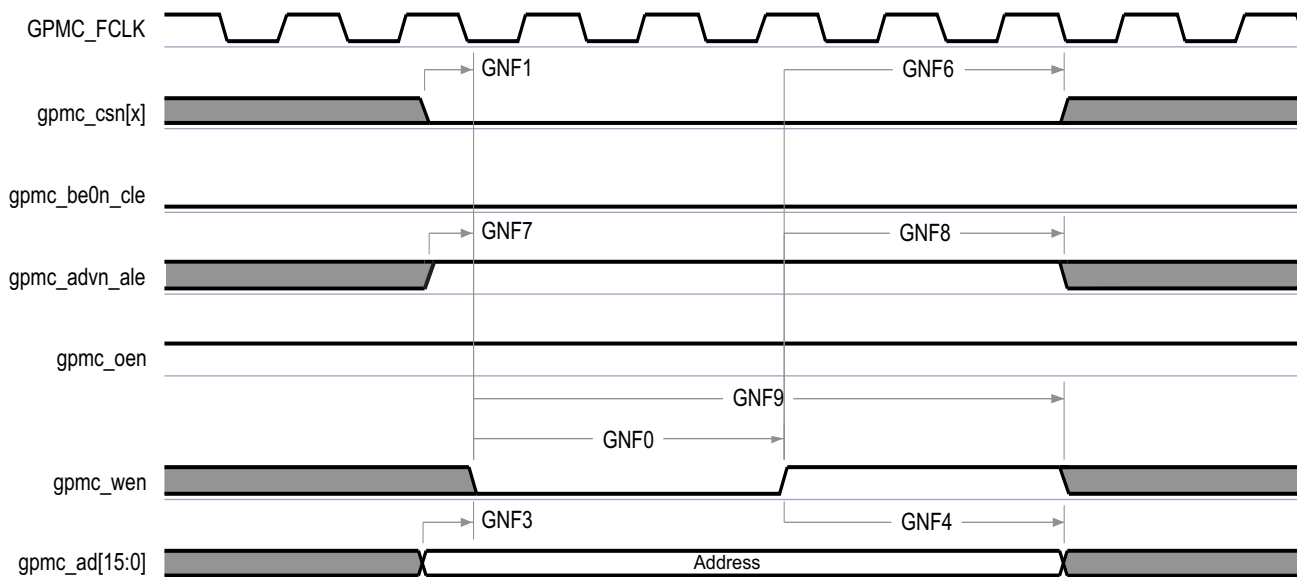 GPMC_FCLK
GNF1
GNF6
gpmc_csn[x]
gpmc_be0n_cle
GNF7
GNF8
gpmc_advn_ale
gpmc_oen
GNF9
GNF0
gpmc_wen
GNF3
GNF4
gpmc_ad[15:0]
Address